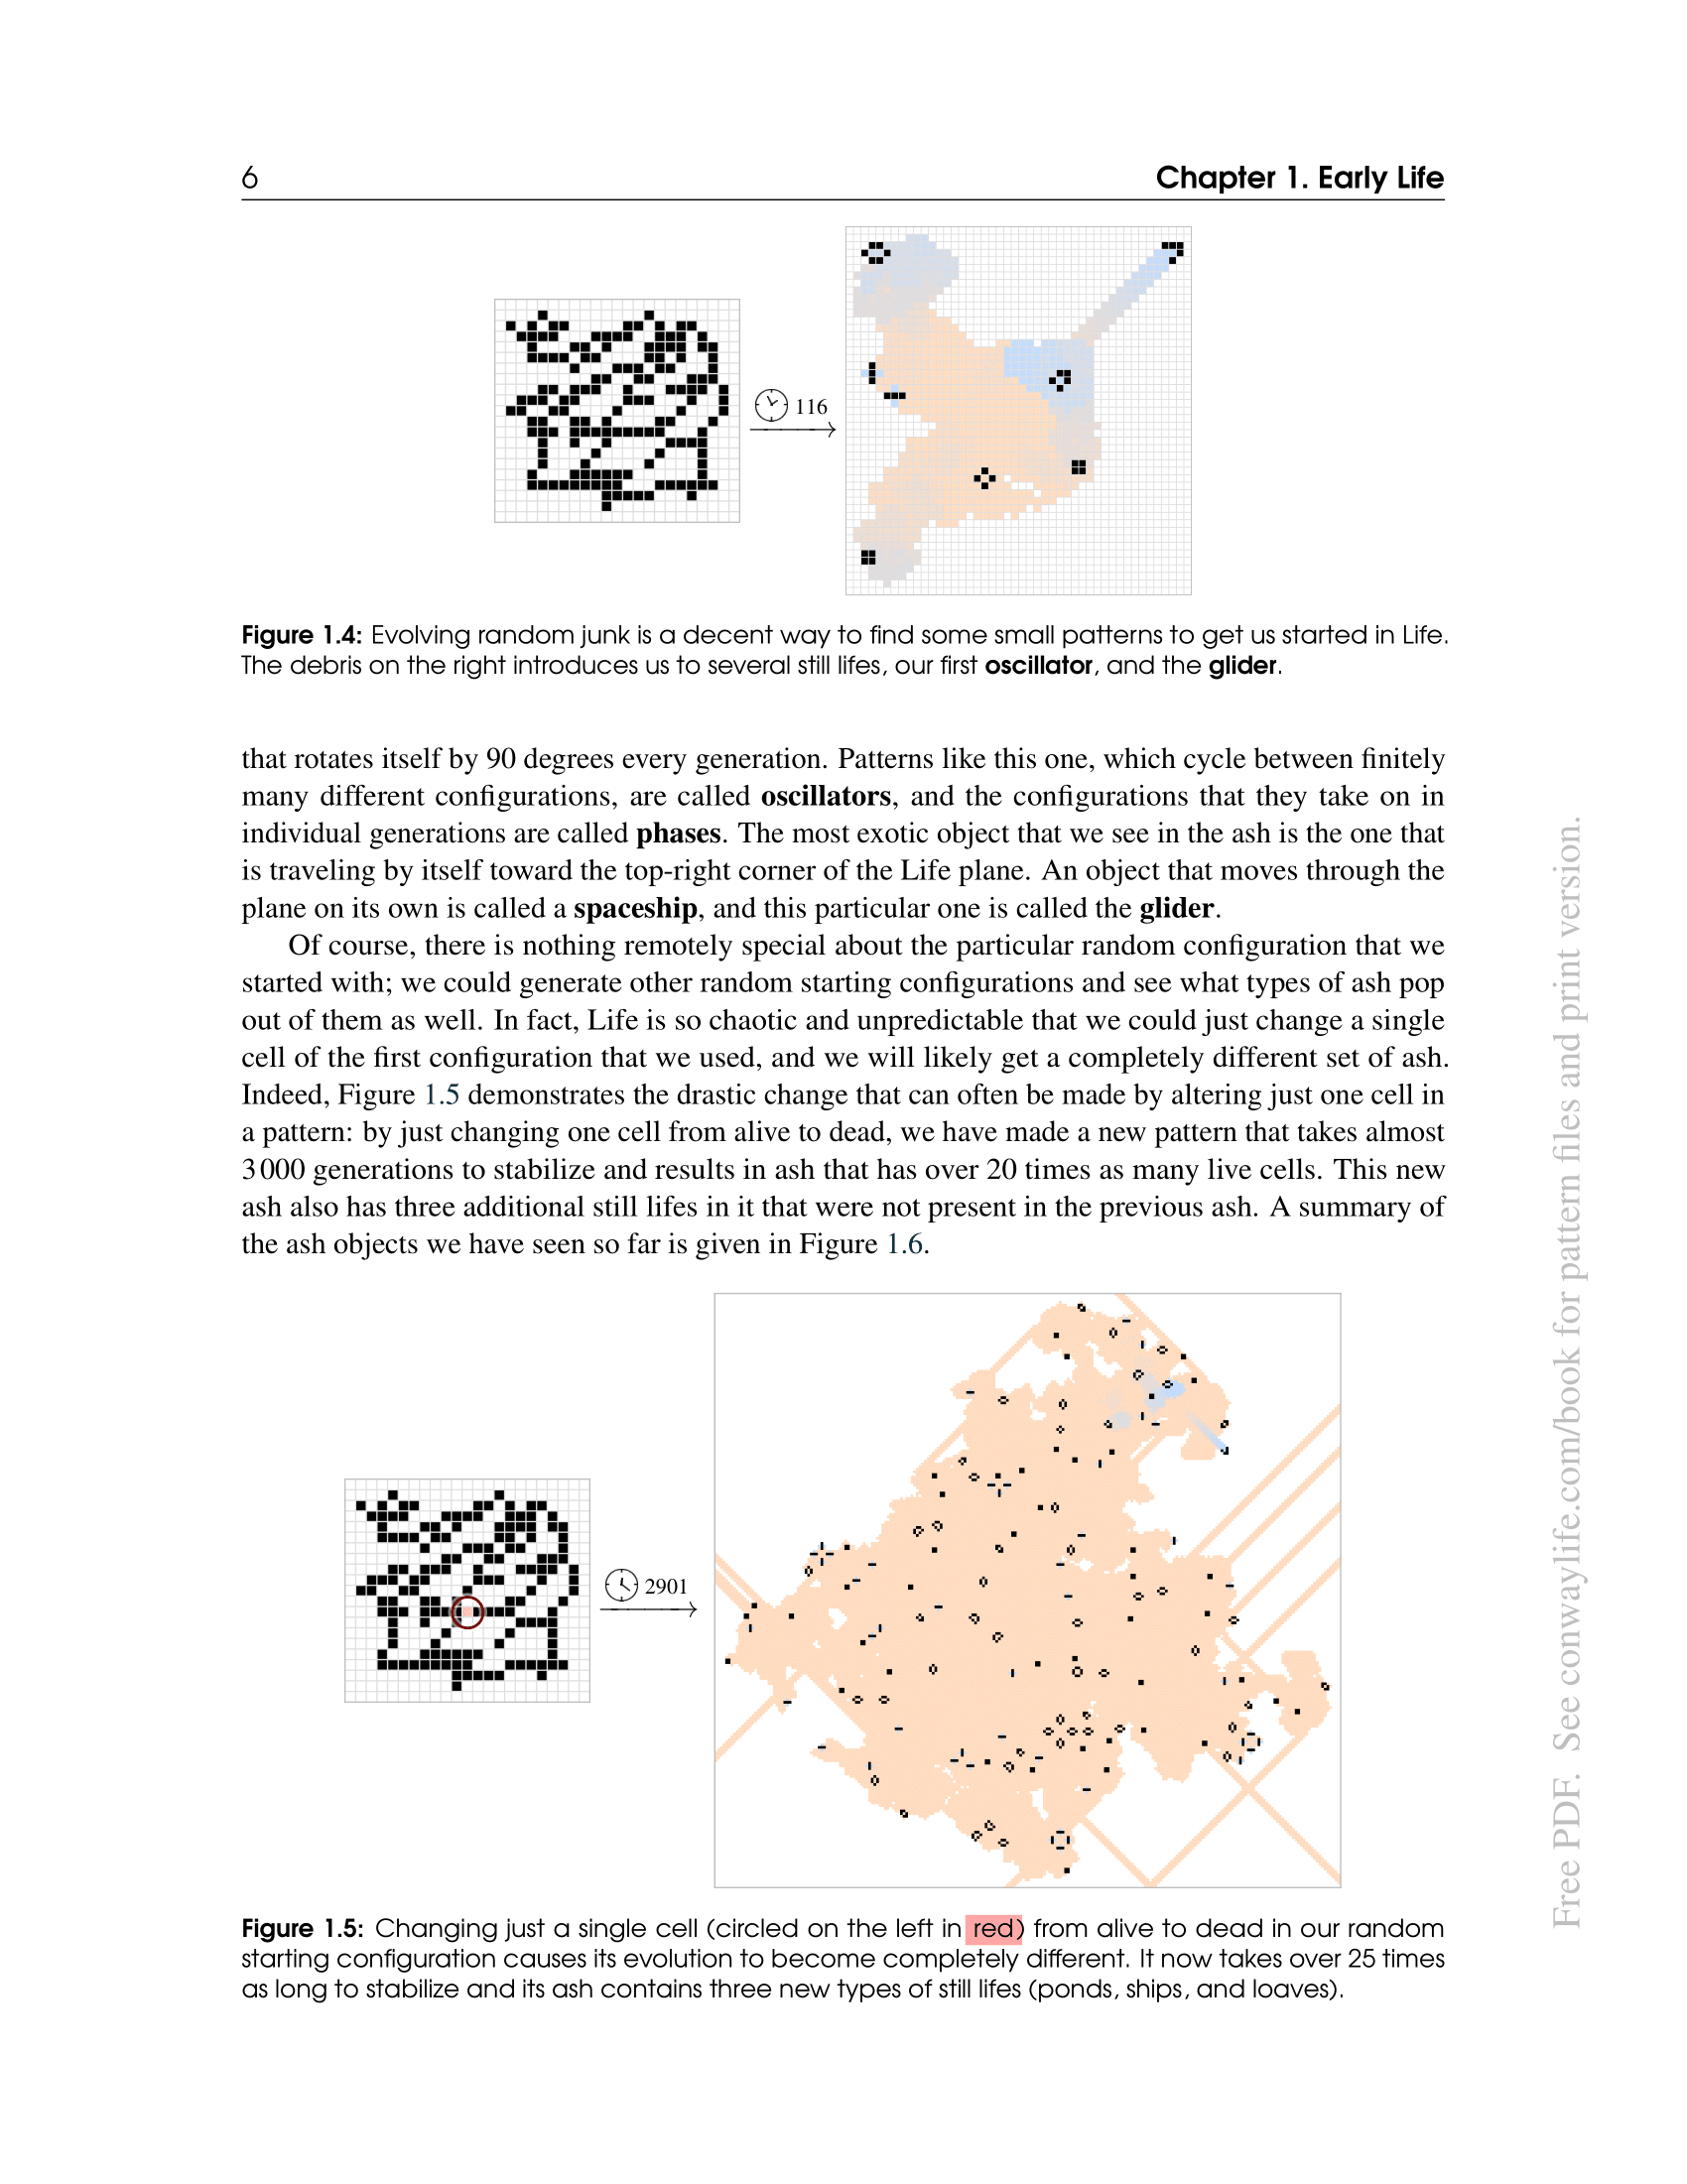 6
Chapter 1. Early Life
116
Figure 1.4: Evolving random junk is a decent way to find some small patterns to get us started in Life.
The debris on the right introduces us to several still lifes, our first oscillator, and the glider.
that rotates itself by 90 degrees every generation. Patterns like this one, which cycle between finitely
many different configurations, are called oscillators, and the configurations that they take on in
individual generations are called phases. The most exotic object that we see in the ash is the one that
is traveling by itself toward the top-right corner of the Life plane. An object that moves through the
plane on its own is called a spaceship, and this particular one is called the glider.
Of course, there is nothing remotely special about the particular random configuration that we
started with; we could generate other random starting configurations and see what types of ash pop
out of them as well. In fact, Life is so chaotic and unpredictable that we could just change a single
cell of the first configuration that we used, and we will likely get a completely different set of ash.
Indeed, Figure 1.5 demonstrates the drastic change that can often be made by altering just one cell in
a pattern: by just changing one cell from alive to dead, we have made a new pattern that takes almost
3 000 generations to stabilize and results in ash that has over 20 times as many live cells. This new
ash also has three additional still lifes in it that were not present in the previous ash. A summary of
the ash objects we have seen so far is given in Figure 1.6.
2901
Figure 1.5: Changing just a single cell (circled on the left in red) from alive to dead in our random
starting configuration causes its evolution to become completely different. It now takes over 25 times
as long to stabilize and its ash contains three new types of still lifes (ponds, ships, and loaves).
Free PDF. See conwaylife.com/book for pattern files and print version.